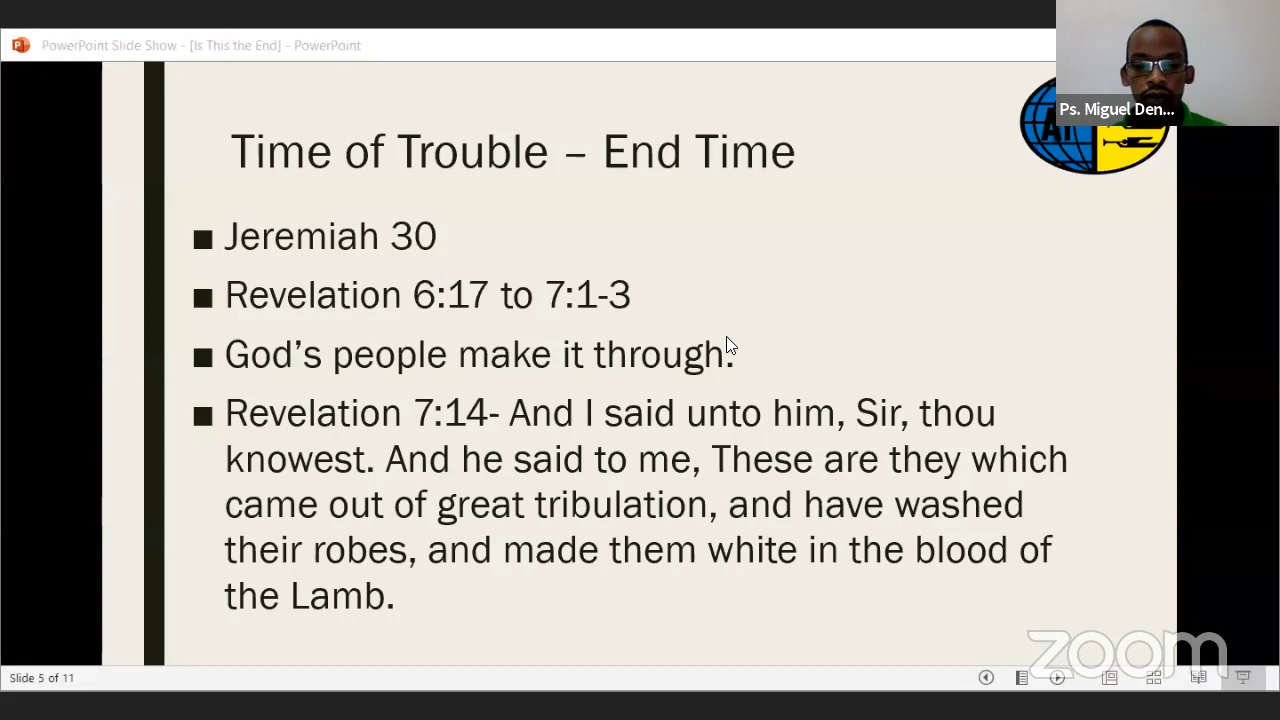 PowerPoint Slide Show - [Is This the End] - PowerPoint
Ps. Miguel Den...
Time of Trouble – End Time
■ Jeremiah 30
■ Revelation 6:17 to 7:1-3
■ God’s people make it through.
■ Revelation 7:14- And I said unto him, Sir, thou
knowest. And he said to me, These are they which
came out of great tribulation, and have washed
their robes, and made them white in the blood of
the Lamb.
zoom
Slide 5 of 11